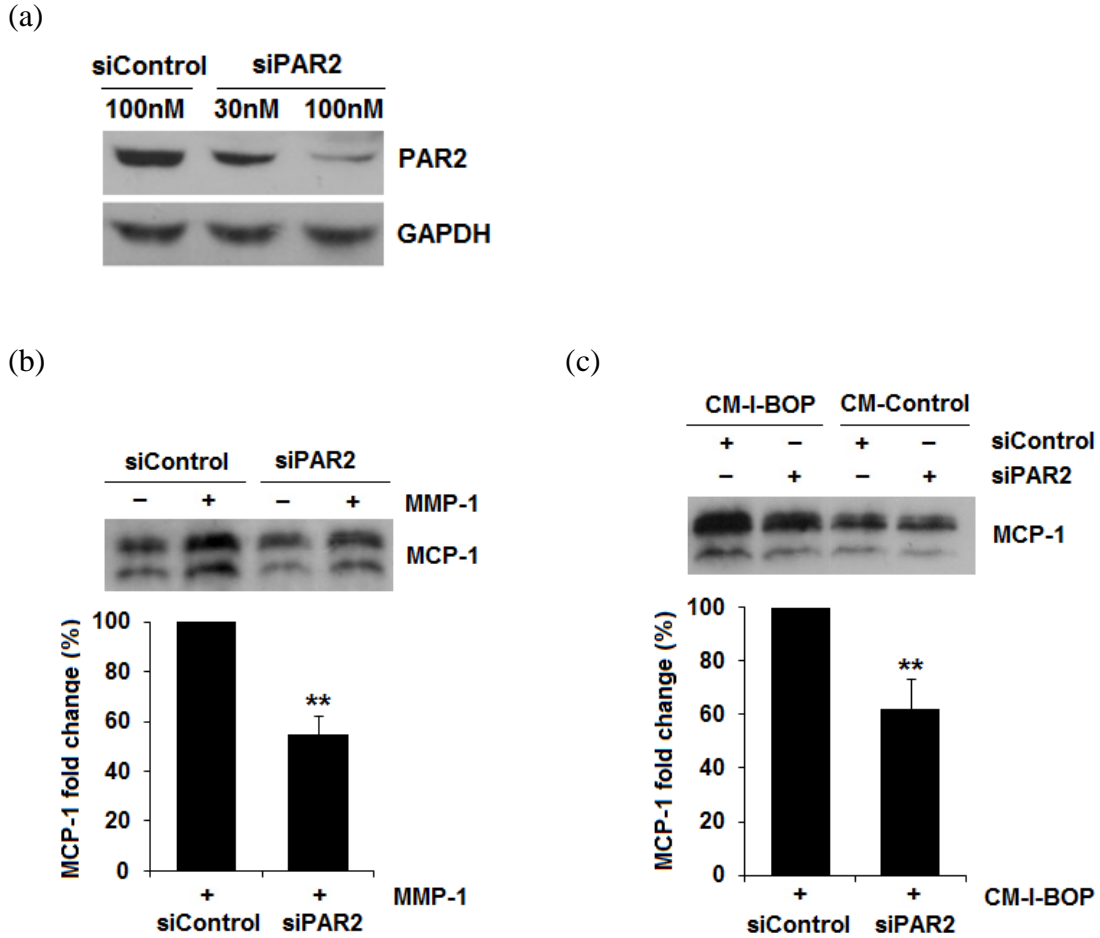 (a)
siControl siPAR2
100nM 30nM 100nM
PAR2
GAPDH
(b)
siControl siPAR2
– + – + MMP-1
MCP-1
MCP-1 fold change (%)
100
80
60
40
20
0
**
+ + MMP-1
siControl siPAR2
(c)
CM-I-BOP CM-Control
+ – + – siControl
– + – + siPAR2
MCP-1
MCP-1 fold change (%)
100
80
60
40
20
0
**
+ + CM-I-BOP
siControl siPAR2